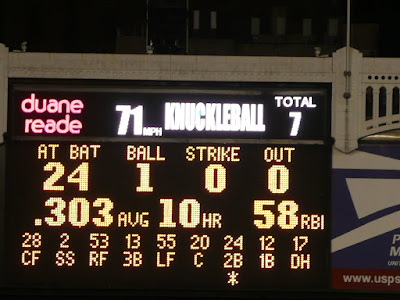 duane
reade
71 MPH KNUCKLEBALL
TOTAL
7
AT BAT BALL STRIKE OUT
24 1 0 0
.303 AVG 10 HR 58 RBI
28 2 53 13 55 20 24 12 17
CF SS RF 3B LF C 2B 1B DH
*
www.usps